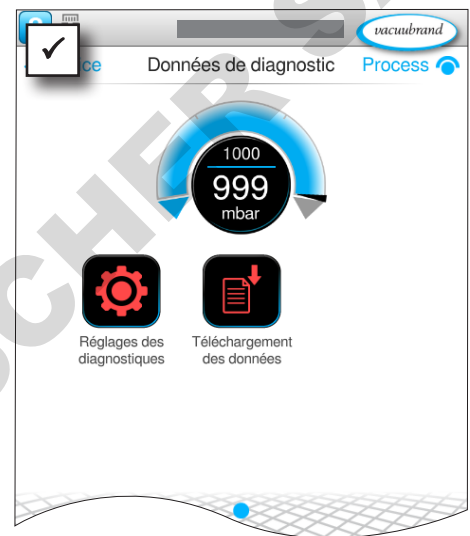 vacuubrand
Données de diagnostic
Process
1000
999
mbar
Réglages des
diagnostiques
Téléchargement
des données